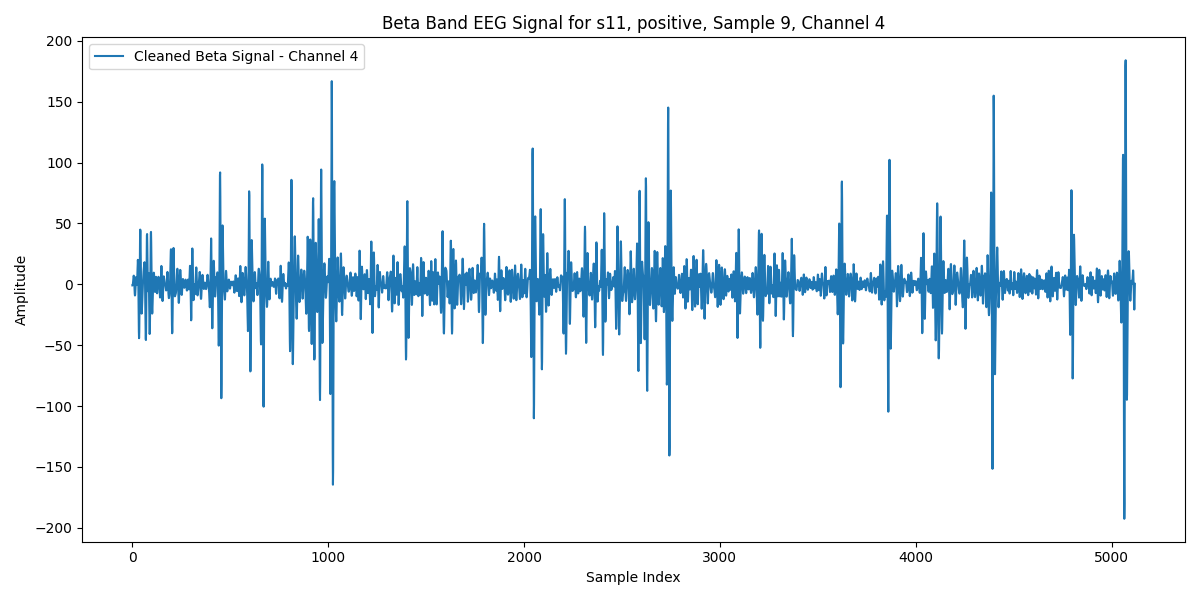 Beta Band EEG Signal for s11, positive, Sample 9, Channel 4
Cleaned Beta Signal - Channel 4
Amplitude
200
150
100
50
0
−50
−100
−150
−200
0 1000 2000 3000 4000 5000
Sample Index